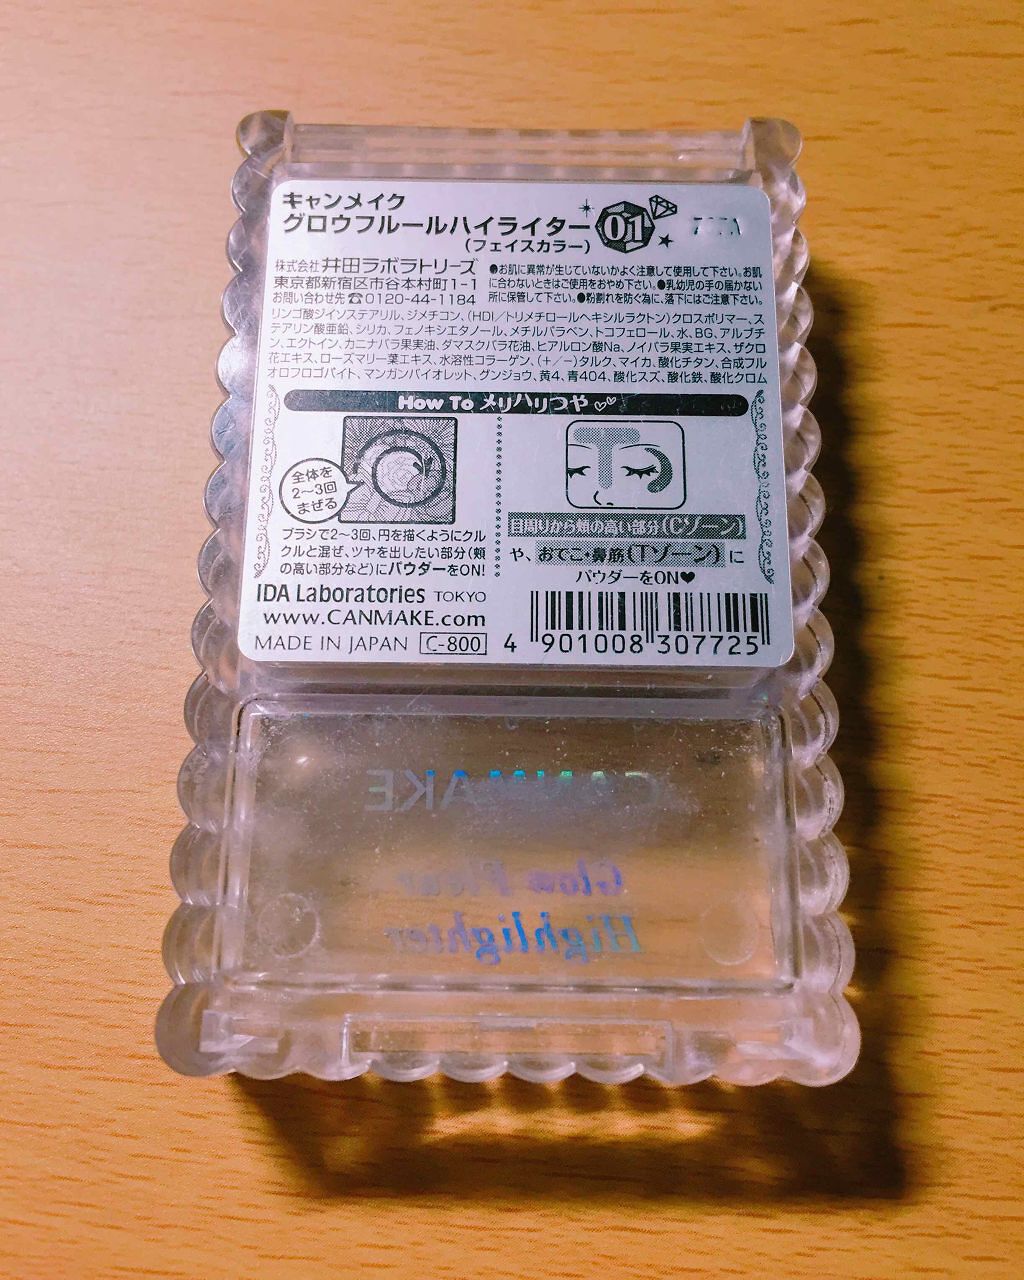 キャンメイク
グロウフルールハイライター
(フェイスカラー)
01
株式会社 井田ラボラトリーズ
東京都新宿区市谷本村町1-1
お問い合わせ先 ☎0120-44-1184
●お肌に異常が生じていないかよく注意して使用して下さい。お肌
に合わないときはご使用をおやめ下さい。●乳幼児の手の届かない
所に保管して下さい。●粉割れを防ぐ為に、落下にはご注意下さい。
リンゴ酸ジイソステアリル、ジメチコン、(HDI/トリメチロールヘキシルラクトン)クロスポリマー、ス
テアリン酸亜鉛、シリカ、フェノキシエタノール、メチルパラベン、トコフェロール、水、BG、アルブチ
ン、エクトイン、カニナバラ果実油、ダマスクバラ花油、ヒアルロン酸Na、ノイバラ果実エキス、ザクロ
花エキス、ローズマリー葉エキス、水溶性コラーゲン、(+/−)タルク、マイカ、酸化チタン、合成フル
オロフロゴパイト、マンガンバイオレット、グンジョウ、黄4、青404、酸化スズ、酸化鉄、酸化クロム
How To メリハリつや
全体を
2〜3回
まぜる
ブラシで2〜3回、円を描くようにクル
クルと混ぜ、ツヤを出したい部分(頬
の高い部分など)にパウダーをON!
目周りから頬の高い部分(Cゾーン)
や、おでこ・鼻筋(Tゾーン)に
パウダーをON♥
IDA Laboratories TOKYO
www.CANMAKE.com
MADE IN JAPAN C-800
4 901008 307725
CANMAKE
Glow Fleur
Highlighter